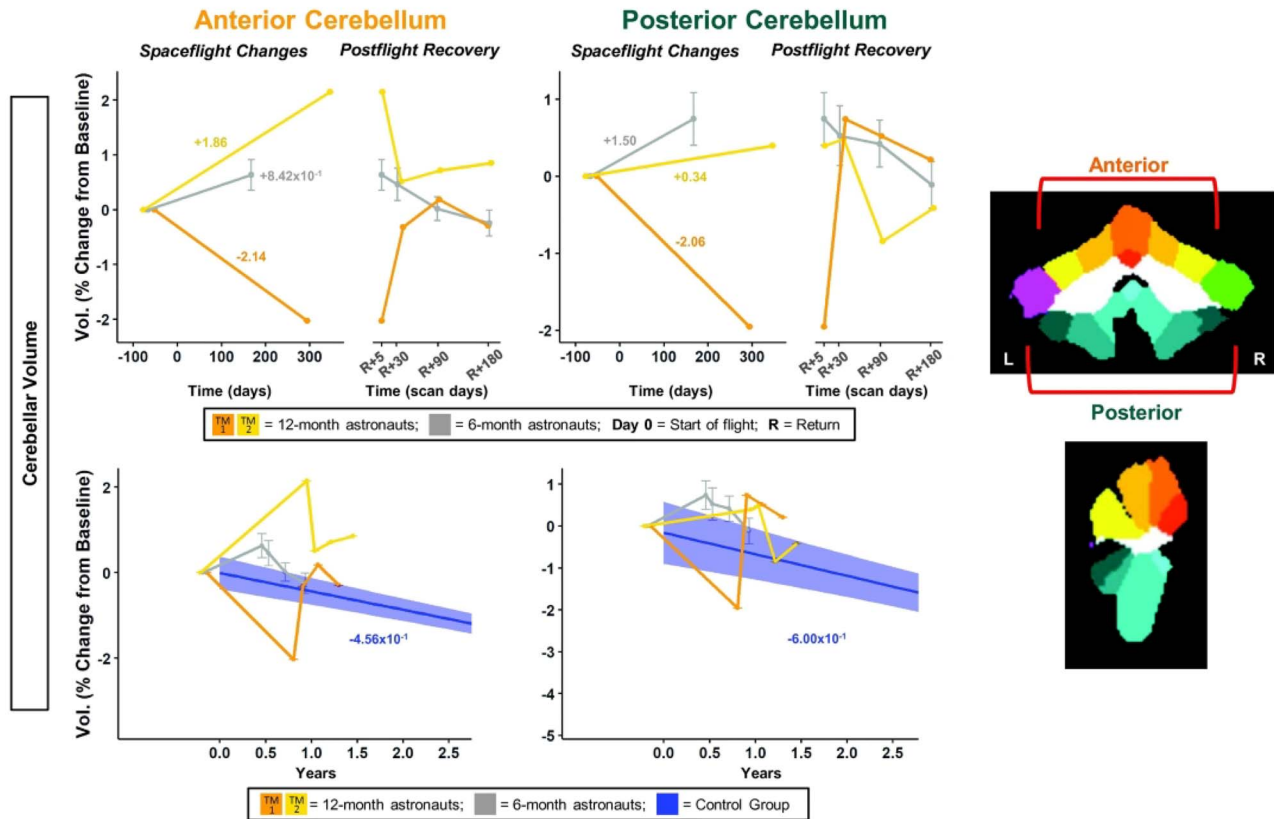 Anterior Cerebellum
Posterior Cerebellum
Spaceflight Changes
Postflight Recovery
Spaceflight Changes
Postflight Recovery
Cerebellar Volume
Vol. (% Change from Baseline)
2
1
0
-1
-2
+1.86
+8.42x10⁻¹
-2.14
-100 0 100 200 300
R+5 R+30 R+90 R+180
Time (days)
Time (scan days)
1
0
-1
-2
+1.50
+0.34
-2.06
-100 0 100 200 300
R+5 R+30 R+90 R+180
Time (days)
Time (scan days)
Anterior
L
R
Posterior
TM 1 TM 2 = 12-month astronauts; = 6-month astronauts; Day 0 = Start of flight; R = Return
Vol. (% Change from Baseline)
2
0
-2
-4.56x10⁻¹
0.0 0.5 1.0 1.5 2.0 2.5
Years
1
0
-1
-2
-3
-4
-5
-6.00x10⁻¹
0.0 0.5 1.0 1.5 2.0 2.5
Years
TM 1 TM 2 = 12-month astronauts; = 6-month astronauts; = Control Group